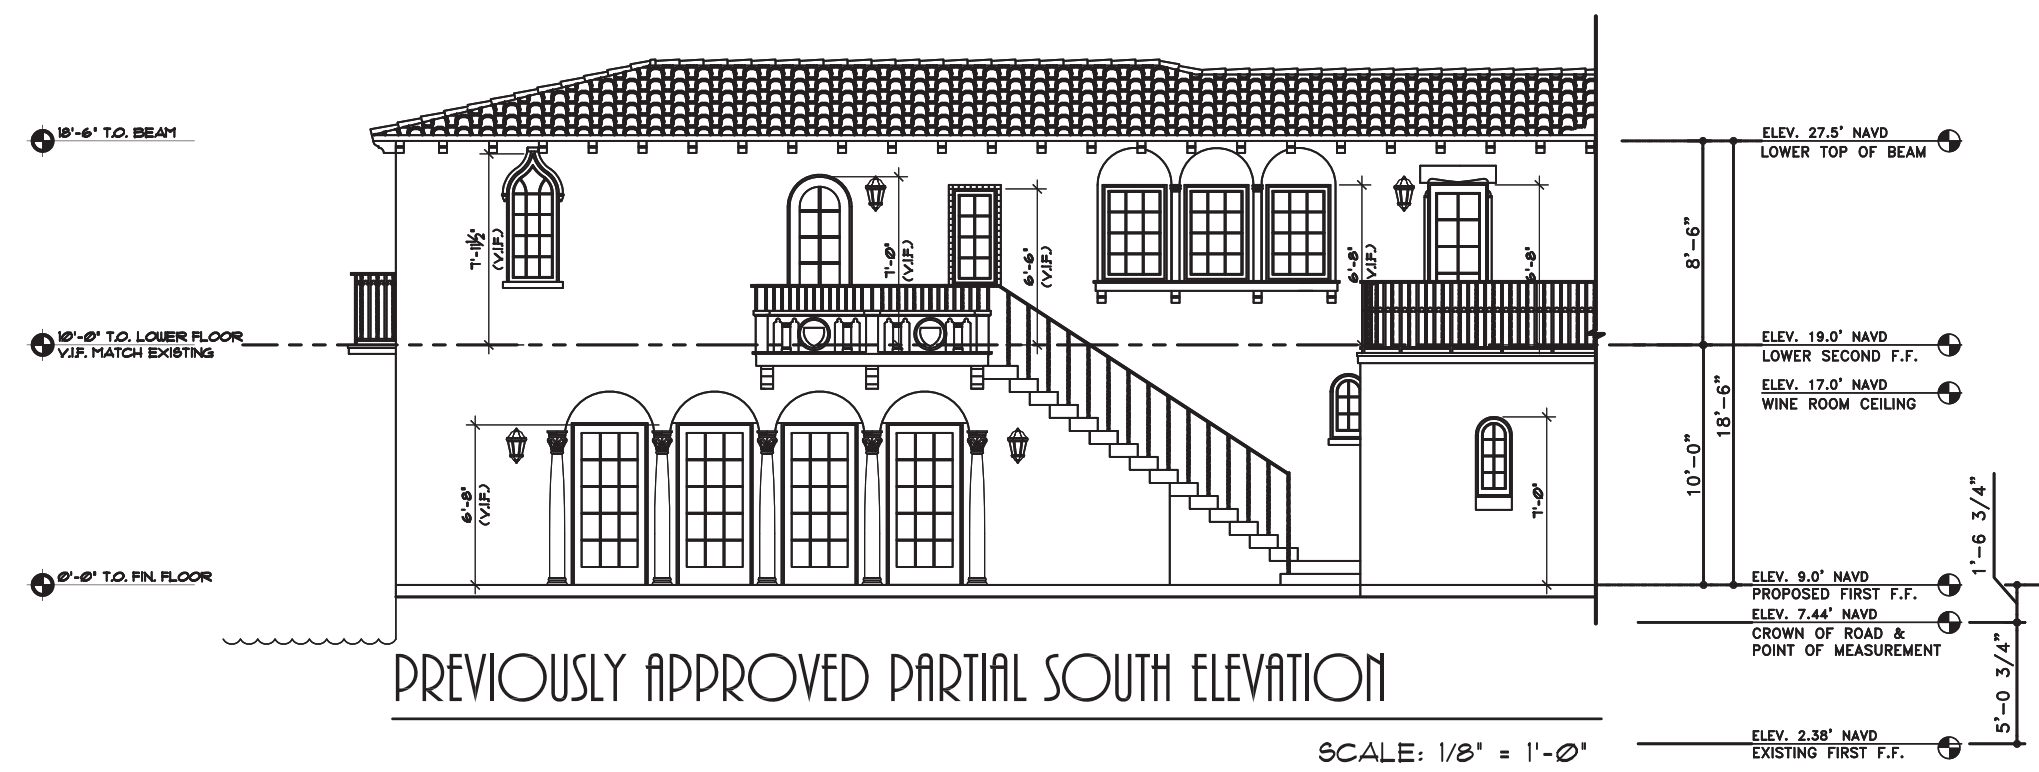 18'-6" T.O. BEAM
10'-0" T.O. LOWER FLOOR
V.I.F. MATCH EXISTING
0'-0" T.O. FIN. FLOOR
7'-11½"
(V.I.F.)
7'-0"
(V.I.F.)
6'-6"
(V.I.F.)
6'-8"
(V.I.F.)
6'-8"
6'-8"
(V.I.F.)
7'-0"
ELEV. 27.5' NAVD
LOWER TOP OF BEAM
8'-6"
ELEV. 19.0' NAVD
LOWER SECOND F.F.
ELEV. 17.0' NAVD
WINE ROOM CEILING
18'-6"
10'-0"
1'-6 3/4"
ELEV. 9.0' NAVD
PROPOSED FIRST F.F.
ELEV. 7.44' NAVD
CROWN OF ROAD &
POINT OF MEASUREMENT
5'-0 3/4"
ELEV. 2.38' NAVD
EXISTING FIRST F.F.
PREVIOUSLY APPROVED PARTIAL SOUTH ELEVATION
SCALE: 1/8" = 1'-0"